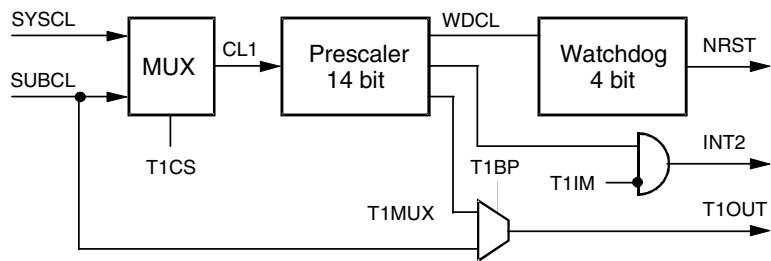 SYSCL
SUBCL
MUX
T1CS
CL1
Prescaler
14 bit
WDCL
Watchdog
4 bit
NRST
INT2
T1IM
T1BP
T1MUX
T1OUT